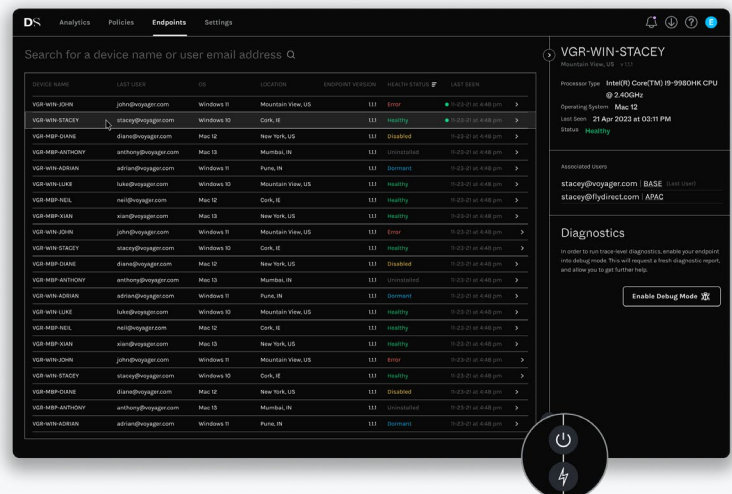 DS Analytics Policies Endpoints Settings E
Search for a device name or user email address
DEVICE NAME LAST USER OS LOCATION ENDPOINT VERSION HEALTH STATUS LAST SEEN
VGR-WIN-JOHN john@voyager.com Windows 11 Mountain View, US 1.1.1 Error 11-23-21 at 4:48 pm
VGR-WIN-STACEY stacey@voyager.com Windows 10 Cork, IE 1.1.1 Healthy 11-23-21 at 4:48 pm
VGR-MBP-DIANE diane@voyager.com Mac 12 New York, US 1.1.1 Disabled 11-23-21 at 4:48 pm
VGR-MBP-ANTHONY anthony@voyager.com Mac 13 Mumbai, IN 1.1.1 Uninstalled 11-23-21 at 4:48 pm
VGR-WIN-ADRIAN adrian@voyager.com Windows 11 Pune, IN 1.1.1 Dormant 11-23-21 at 4:48 pm
VGR-WIN-LUKE luke@voyager.com Windows 10 Mountain View, US 1.1.1 Healthy 11-23-21 at 4:48 pm
VGR-MBP-NEIL neil@voyager.com Mac 12 Cork, IE 1.1.1 Healthy 11-23-21 at 4:48 pm
VGR-MBP-XIAN xian@voyager.com Mac 13 New York, US 1.1.1 Healthy 11-23-21 at 4:48 pm
VGR-WIN-JOHN john@voyager.com Windows 11 Mountain View, US 1.1.1 Error 11-23-21 at 4:48 pm
VGR-WIN-STACEY stacey@voyager.com Windows 10 Cork, IE 1.1.1 Healthy 11-23-21 at 4:48 pm
VGR-MBP-DIANE diane@voyager.com Mac 12 New York, US 1.1.1 Disabled 11-23-21 at 4:48 pm
VGR-MBP-ANTHONY anthony@voyager.com Mac 13 Mumbai, IN 1.1.1 Uninstalled 11-23-21 at 4:48 pm
VGR-WIN-ADRIAN adrian@voyager.com Windows 11 Pune, IN 1.1.1 Dormant 11-23-21 at 4:48 pm
VGR-WIN-LUKE luke@voyager.com Windows 10 Mountain View, US 1.1.1 Healthy 11-23-21 at 4:48 pm
VGR-MBP-NEIL neil@voyager.com Mac 12 Cork, IE 1.1.1 Healthy 11-23-21 at 4:48 pm
VGR-MBP-XIAN xian@voyager.com Mac 13 New York, US 1.1.1 Healthy 11-23-21 at 4:48 pm
VGR-WIN-JOHN john@voyager.com Windows 11 Mountain View, US 1.1.1 Error 11-23-21 at 4:48 pm
VGR-WIN-STACEY stacey@voyager.com Windows 10 Cork, IE 1.1.1 Healthy 11-23-21 at 4:48 pm
VGR-MBP-DIANE diane@voyager.com Mac 12 New York, US 1.1.1 Disabled 11-23-21 at 4:48 pm
VGR-MBP-ANTHONY anthony@voyager.com Mac 13 Mumbai, IN 1.1.1 Uninstalled 11-23-21 at 4:48 pm
VGR-WIN-ADRIAN adrian@voyager.com Windows 11 Pune, IN 1.1.1 Dormant 11-23-21 at 4:48 pm
VGR-WIN-STACEY
Mountain View, US v 1.1.1
Processor Type Intel(R) Core(TM) I9-9980HK CPU
@ 2.40GHz
Operating System Mac 12
Last Seen 21 Apr 2023 at 03:11 PM
Status Healthy
Associated Users
stacey@voyager.com | BASE (Last User)
stacey@flydirect.com | APAC
Diagnostics
In order to run trace-level diagnostics, enable your endpoint
into debug mode. This will request a fresh diagnostic report,
and allow you to get further help.
Enable Debug Mode